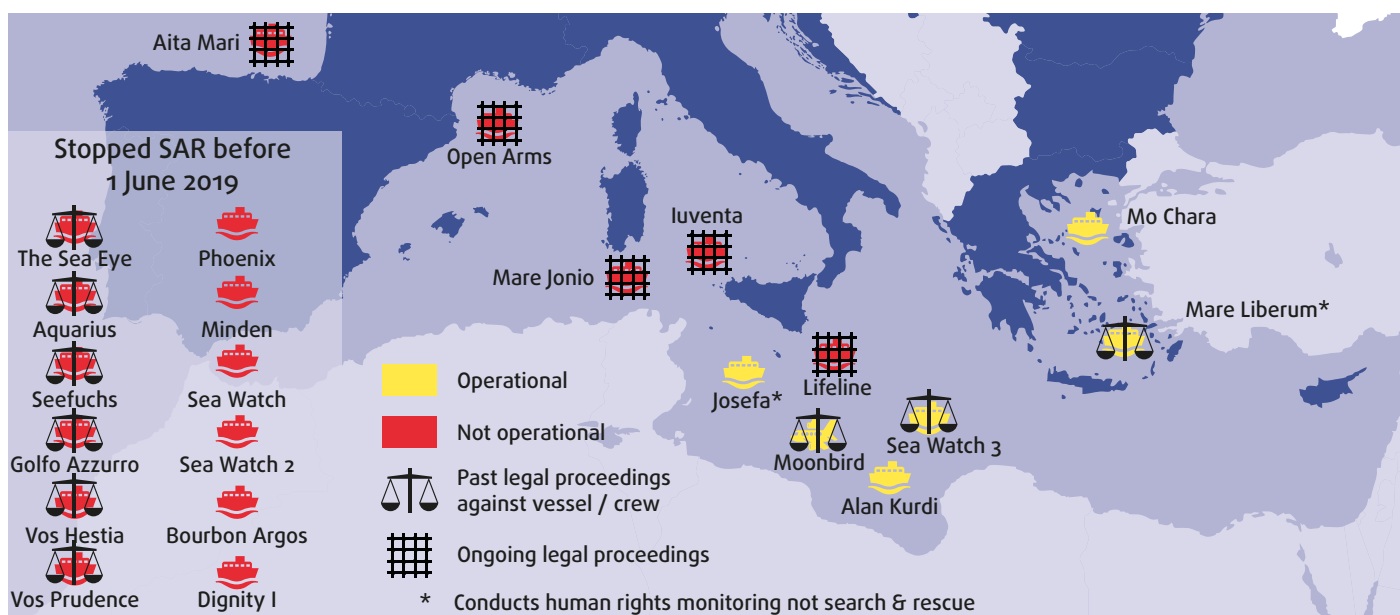 Aita Mari
Open Arms
Iuventa
Mare Jonio
Mo Chara
Mare Liberum*
Josefa*
Lifeline
Moonbird
Sea Watch 3
Alan Kurdi
Stopped SAR before
1 June 2019
The Sea Eye
Phoenix
Aquarius
Minden
Seefuchs
Sea Watch
Golfo Azzurro
Sea Watch 2
Vos Hestia
Bourbon Argos
Vos Prudence
Dignity I
Operational
Not operational
Past legal proceedings
against vessel / crew
Ongoing legal proceedings
* Conducts human rights monitoring not search & rescue